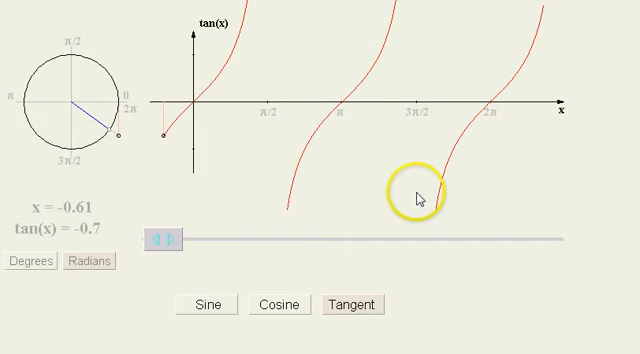 tan(x)
π/2
π
0
2π
3π/2
π/2
π
3π/2
2π
x
x = -0.61
tan(x) = -0.7
Degrees
Radians
Sine
Cosine
Tangent